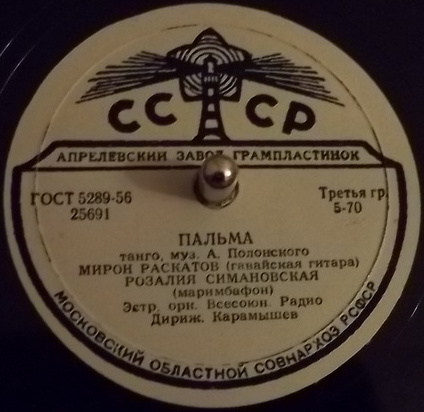 СССР
АПРЕЛЕВСКИЙ ЗАВОД ГРАМПЛАСТИНОК
ГОСТ 5289-56
25691
Третья гр.
5-70
ПАЛЬМА
танго, муз. А. Полонского
МИРОН РАСКАТОВ (гавайская гитара)
РОЗАЛИЯ СИМАНОВСКАЯ
(маримбафон)
Эстр. орк. Всесоюзн. Радио
Дириж. Карамышев
МОСКОВСКИЙ ОБЛАСТНОЙ СОВНАРХОЗ РСФСР